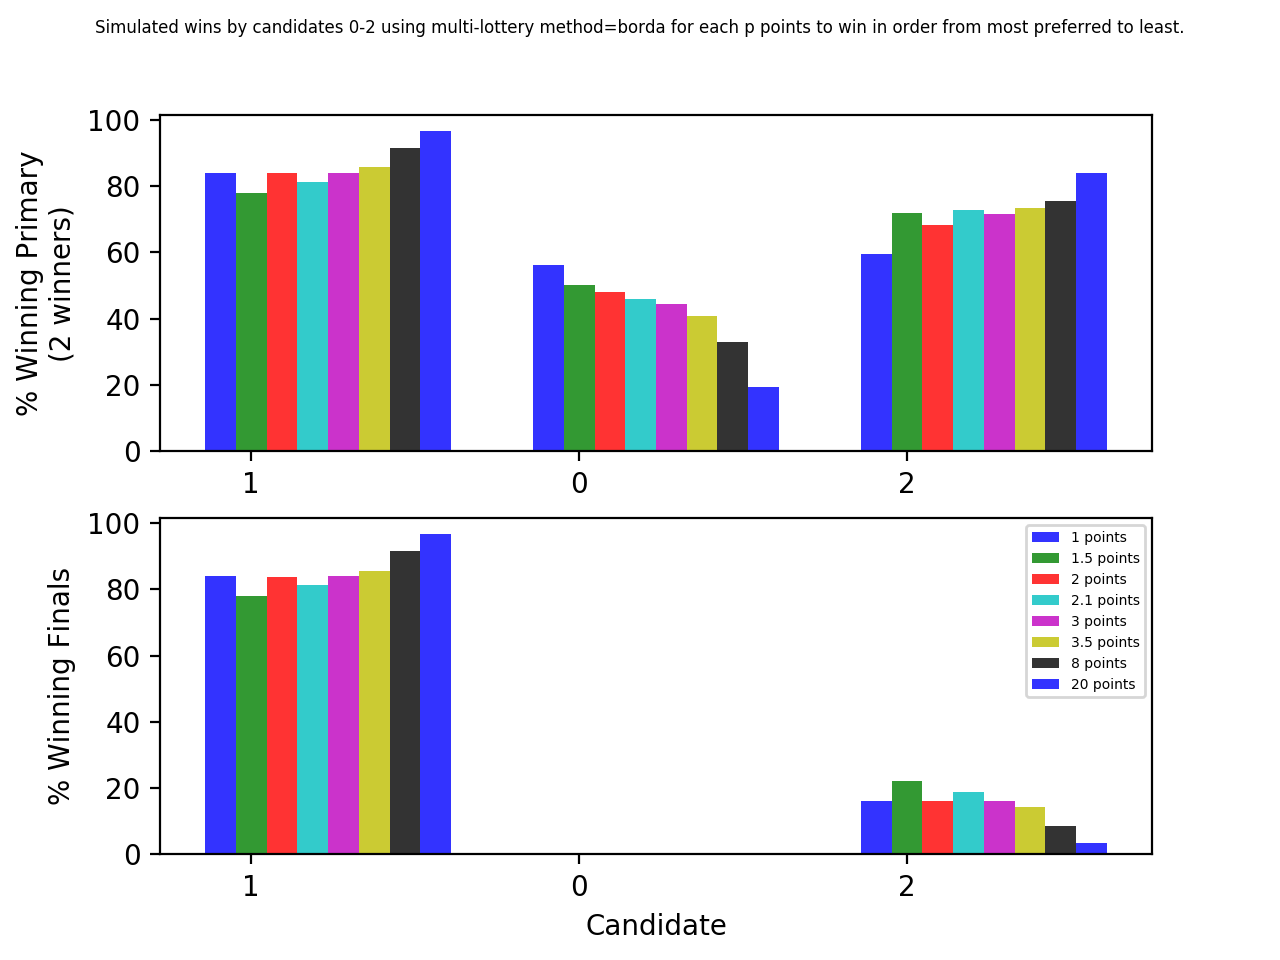 Simulated wins by candidates 0-2 using multi-lottery method=borda for each p points to win in order from most preferred to least.
% Winning Primary
(2 winners)
100
80
60
40
20
0
1
0
2
% Winning Finals
100
80
60
40
20
0
1 points
1.5 points
2 points
2.1 points
3 points
3.5 points
8 points
20 points
1
0
2
Candidate